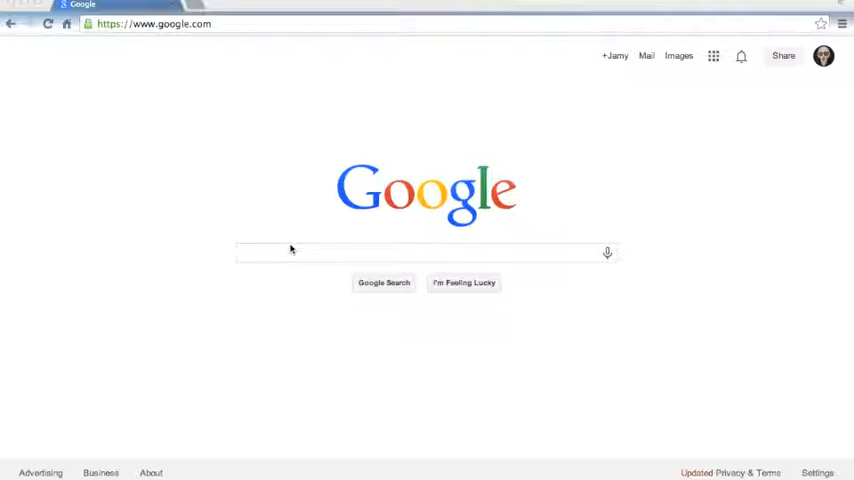 Google
https://www.google.com
+Jamy Mail Images Share
Google
Google Search I'm Feeling Lucky
Advertising Business About Updated Privacy & Terms Settings